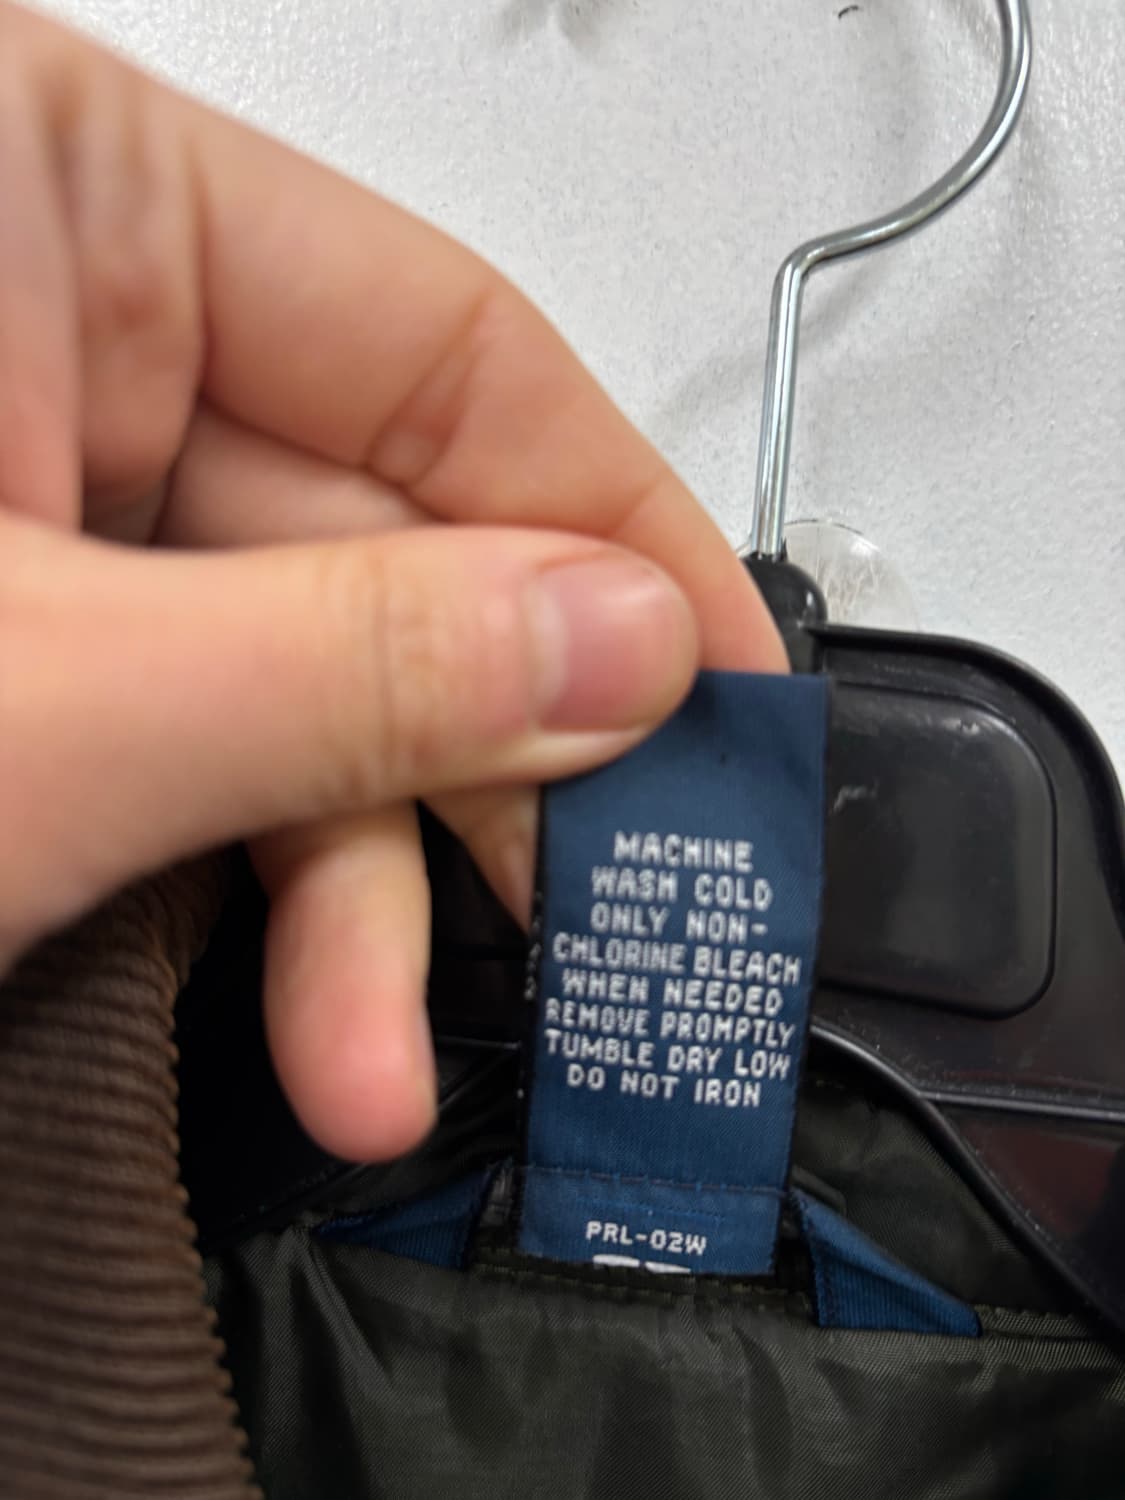 MACHINE
WASH COLD
ONLY NON-
CHLORINE BLEACH
WHEN NEEDED
REMOVE PROMPTLY
TUMBLE DRY LOW
DO NOT IRON
PRL-02W